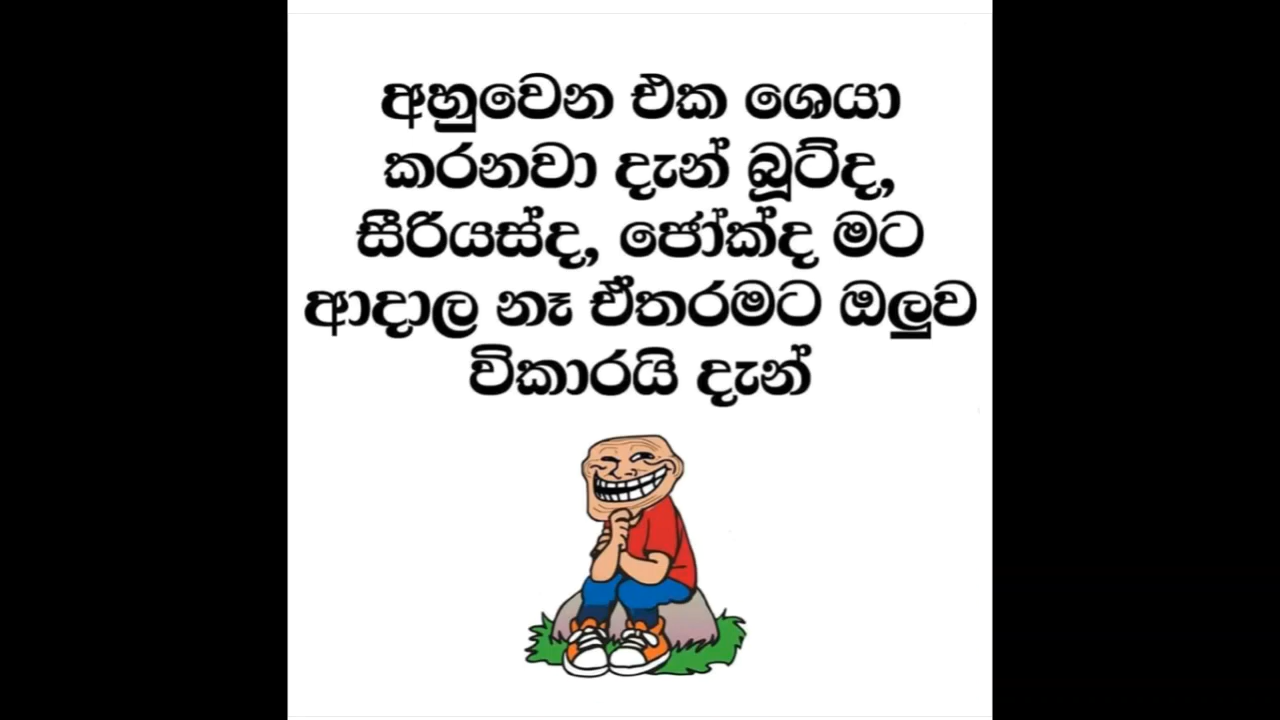 අහුවෙන එක ශෙයා
කරනවා දැන් බූට්ද,
සීරියස්ද, ජෝක්ද මට
ආදාල නෑ ඒතරමට ඔලුව
විකාරයි දැන්